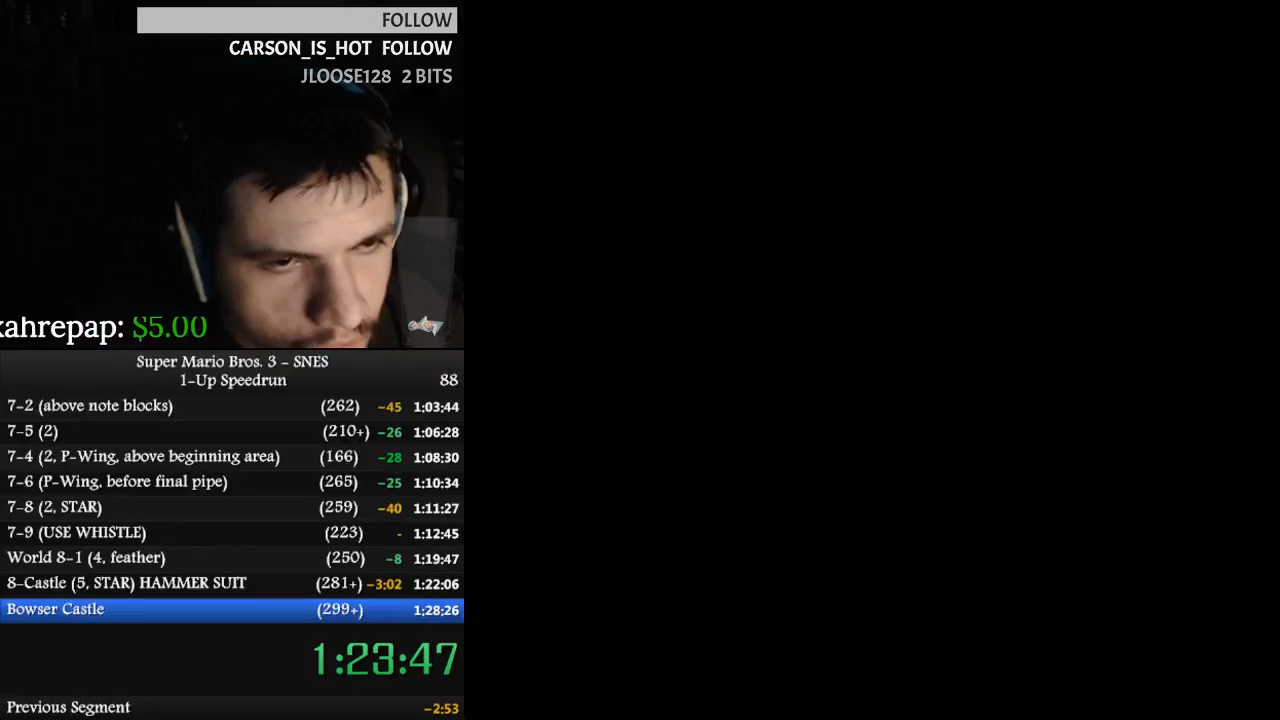 FOLLOW
CARSON_IS_HOT FOLLOW
JLOOSE128 2 BITS
kahrepap: $5.00
Super Mario Bros. 3 - SNES
1-Up Speedrun 88
7-2 (above note blocks) (262) -45 1:03:44
7-5 (2) (210+) -26 1:06:28
7-4 (2, P-Wing, above beginning area) (166) -28 1:08:30
7-6 (P-Wing, before final pipe) (265) -25 1:10:34
7-8 (2, STAR) (259) -40 1:11:27
7-9 (USE WHISTLE) (223) - 1:12:45
World 8-1 (4, feather) (250) -8 1:19:47
8-Castle (5, STAR) HAMMER SUIT (281+) -3:02 1:22:06
Bowser Castle (299+) 1:28:26
1:23:47
Previous Segment -2:53